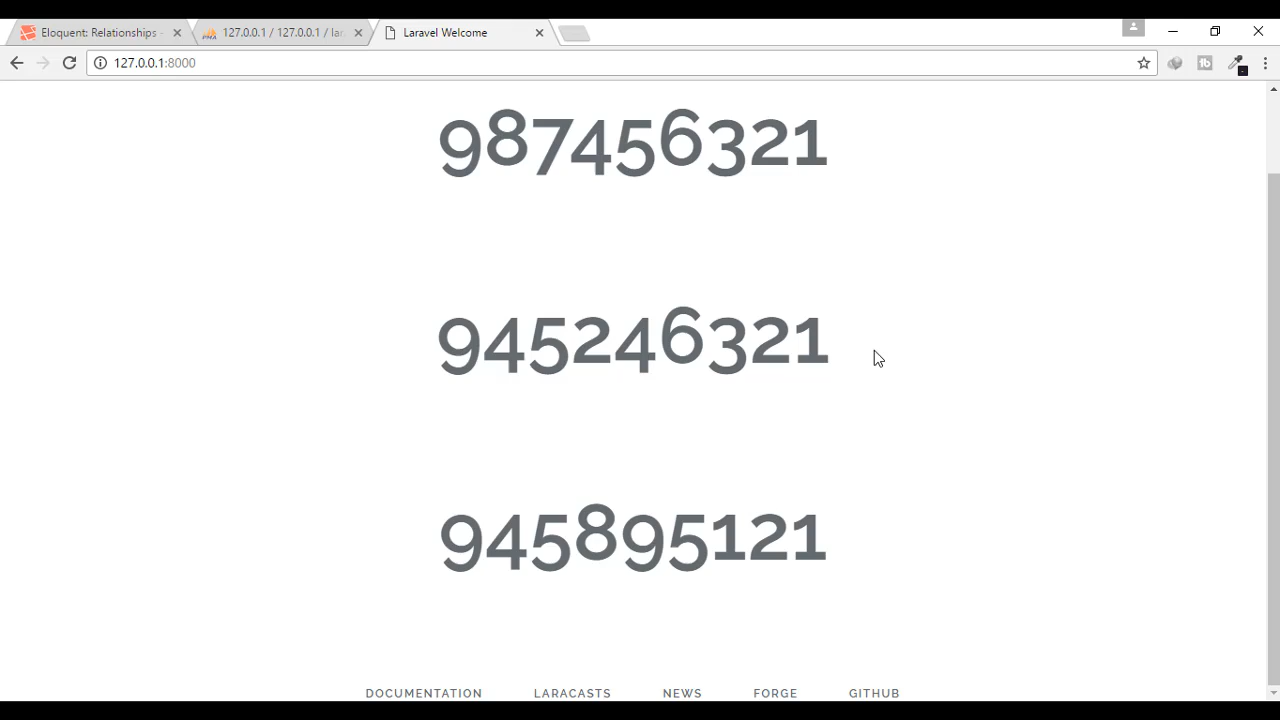 Eloquent: Relationships -
127.0.0.1 / 127.0.0.1 / lar
Laravel Welcome
127.0.0.1:8000
987456321
945246321
945895121
DOCUMENTATION LARACASTS NEWS FORGE GITHUB